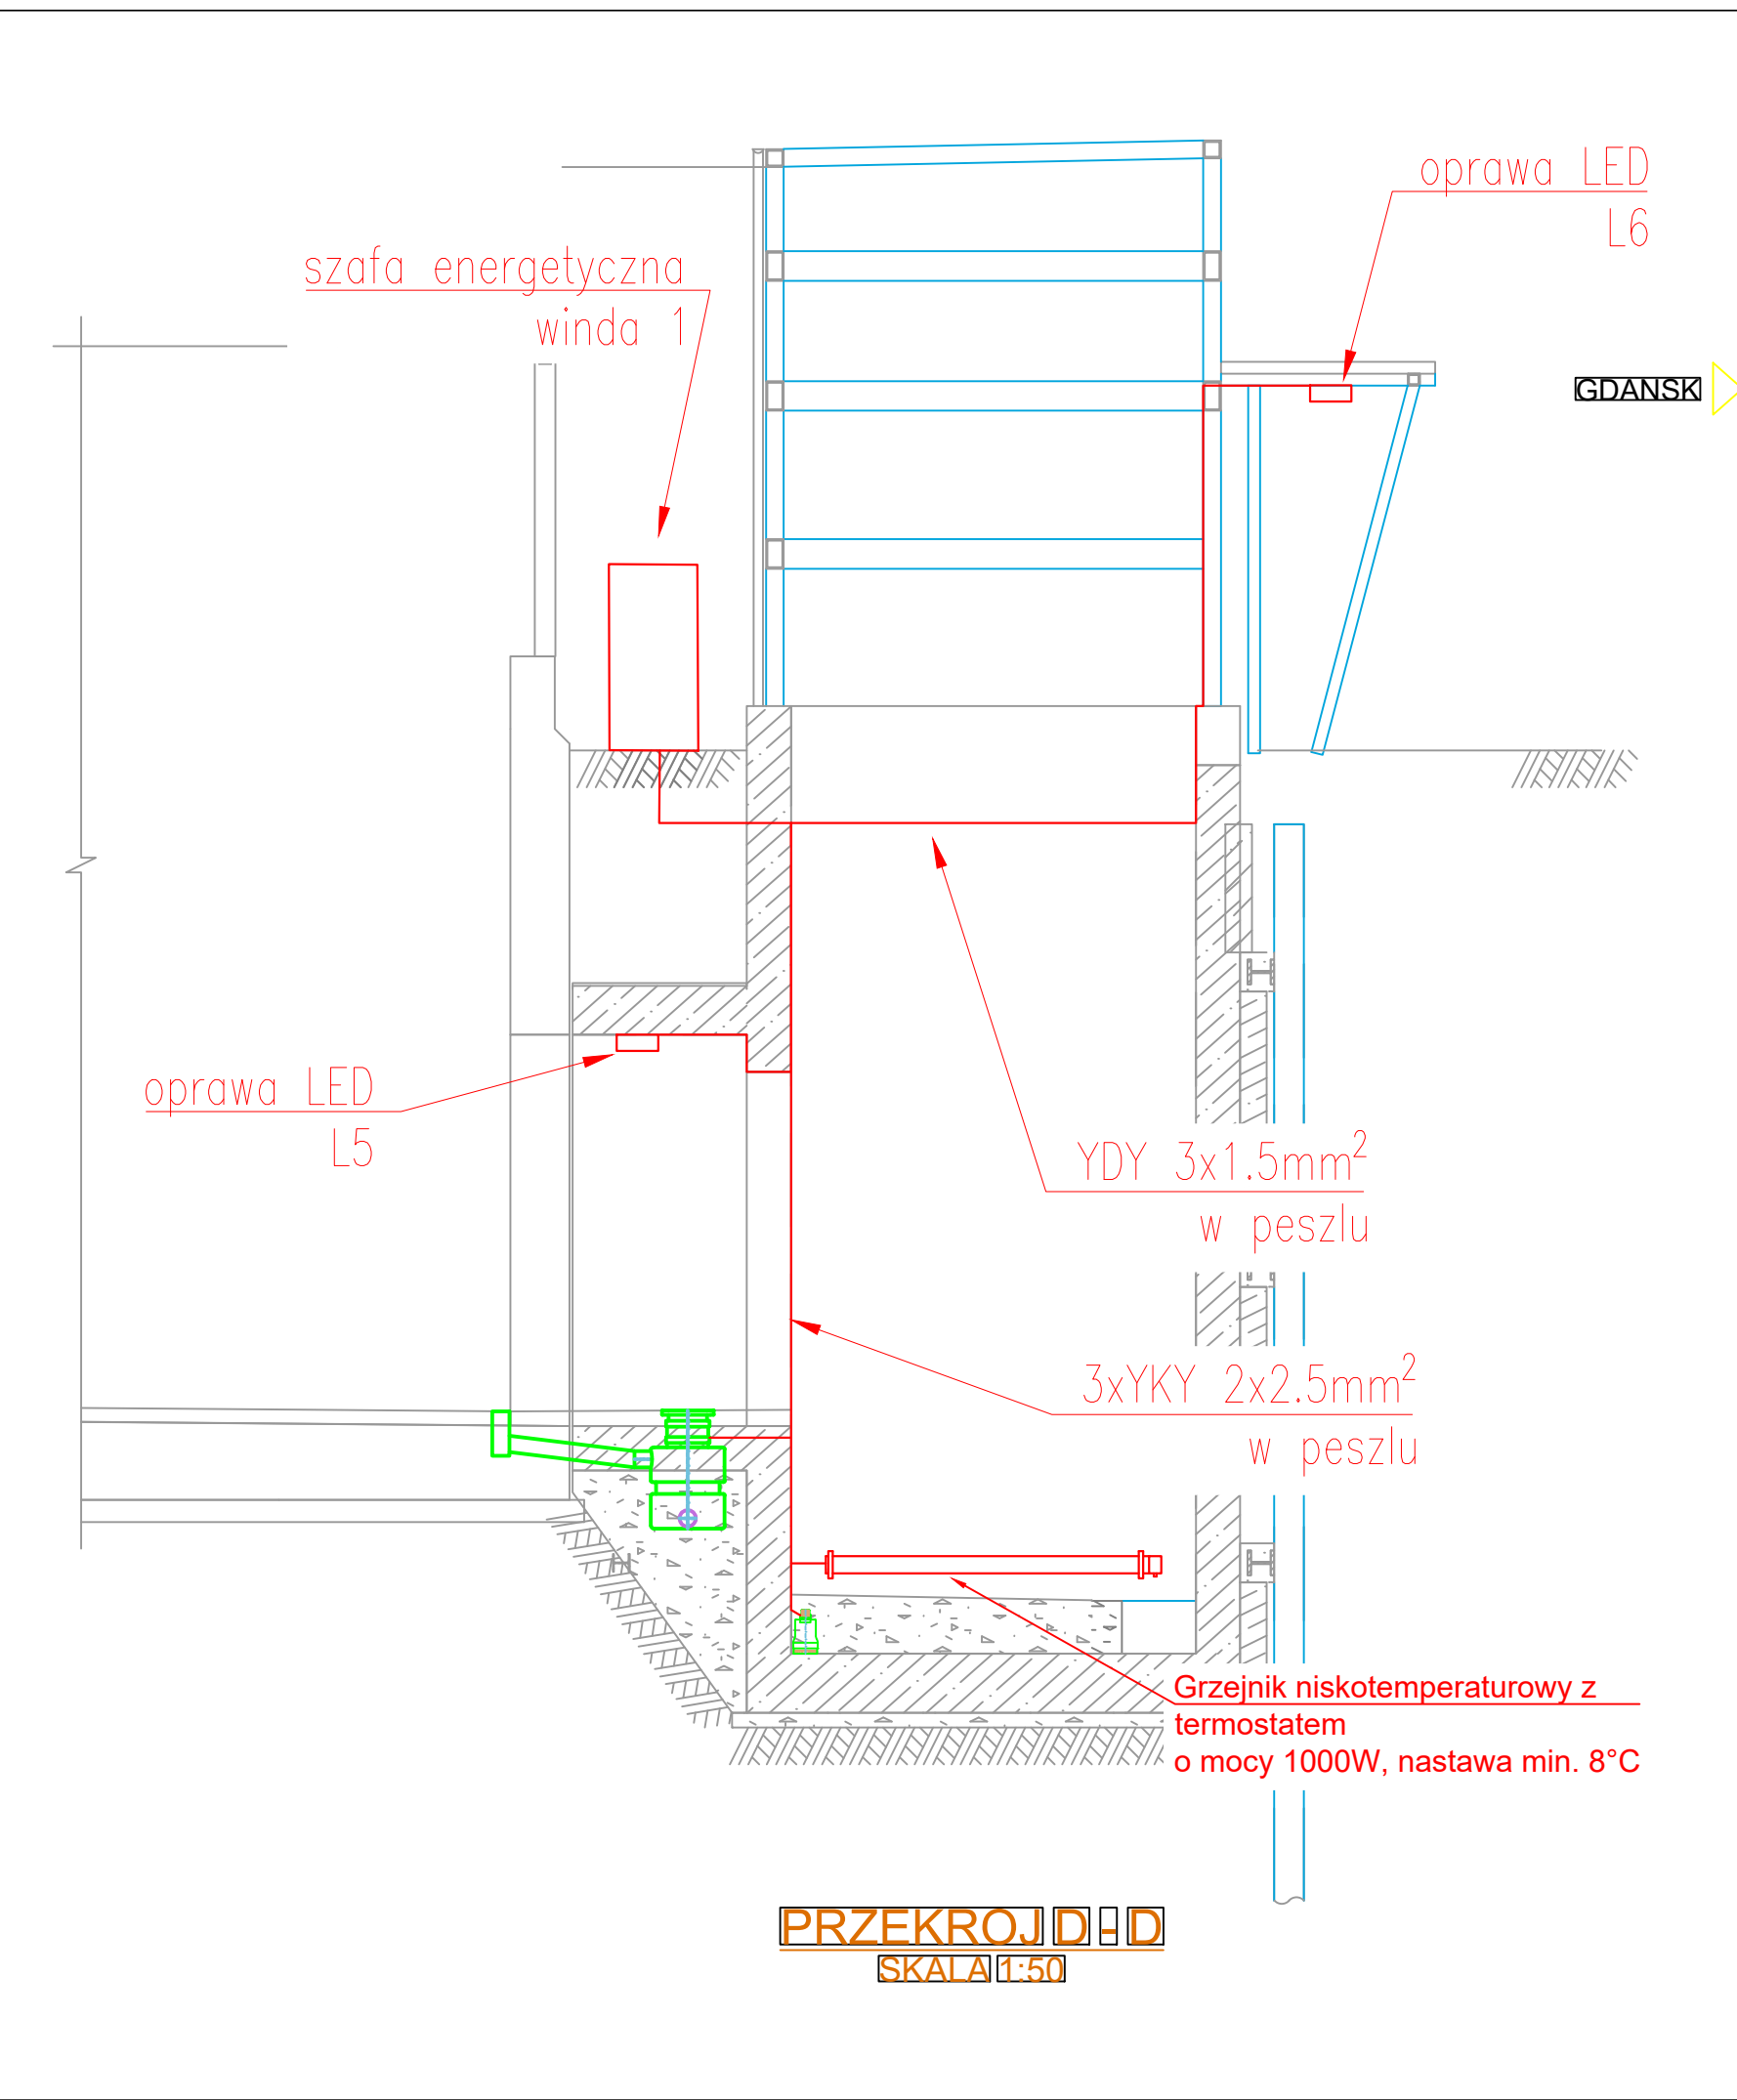 oprawa LED
L6
szafa energetyczna
winda 1
GDANSK
oprawa LED
L5
YDY 3x1.5mm²
w peszlu
3xYKY 2x2.5mm²
w peszlu
Grzejnik niskotemperaturowy z
termostatem
o mocy 1000W, nastawa min. 8°C
PRZEKROJ D - D
SKALA 1:50